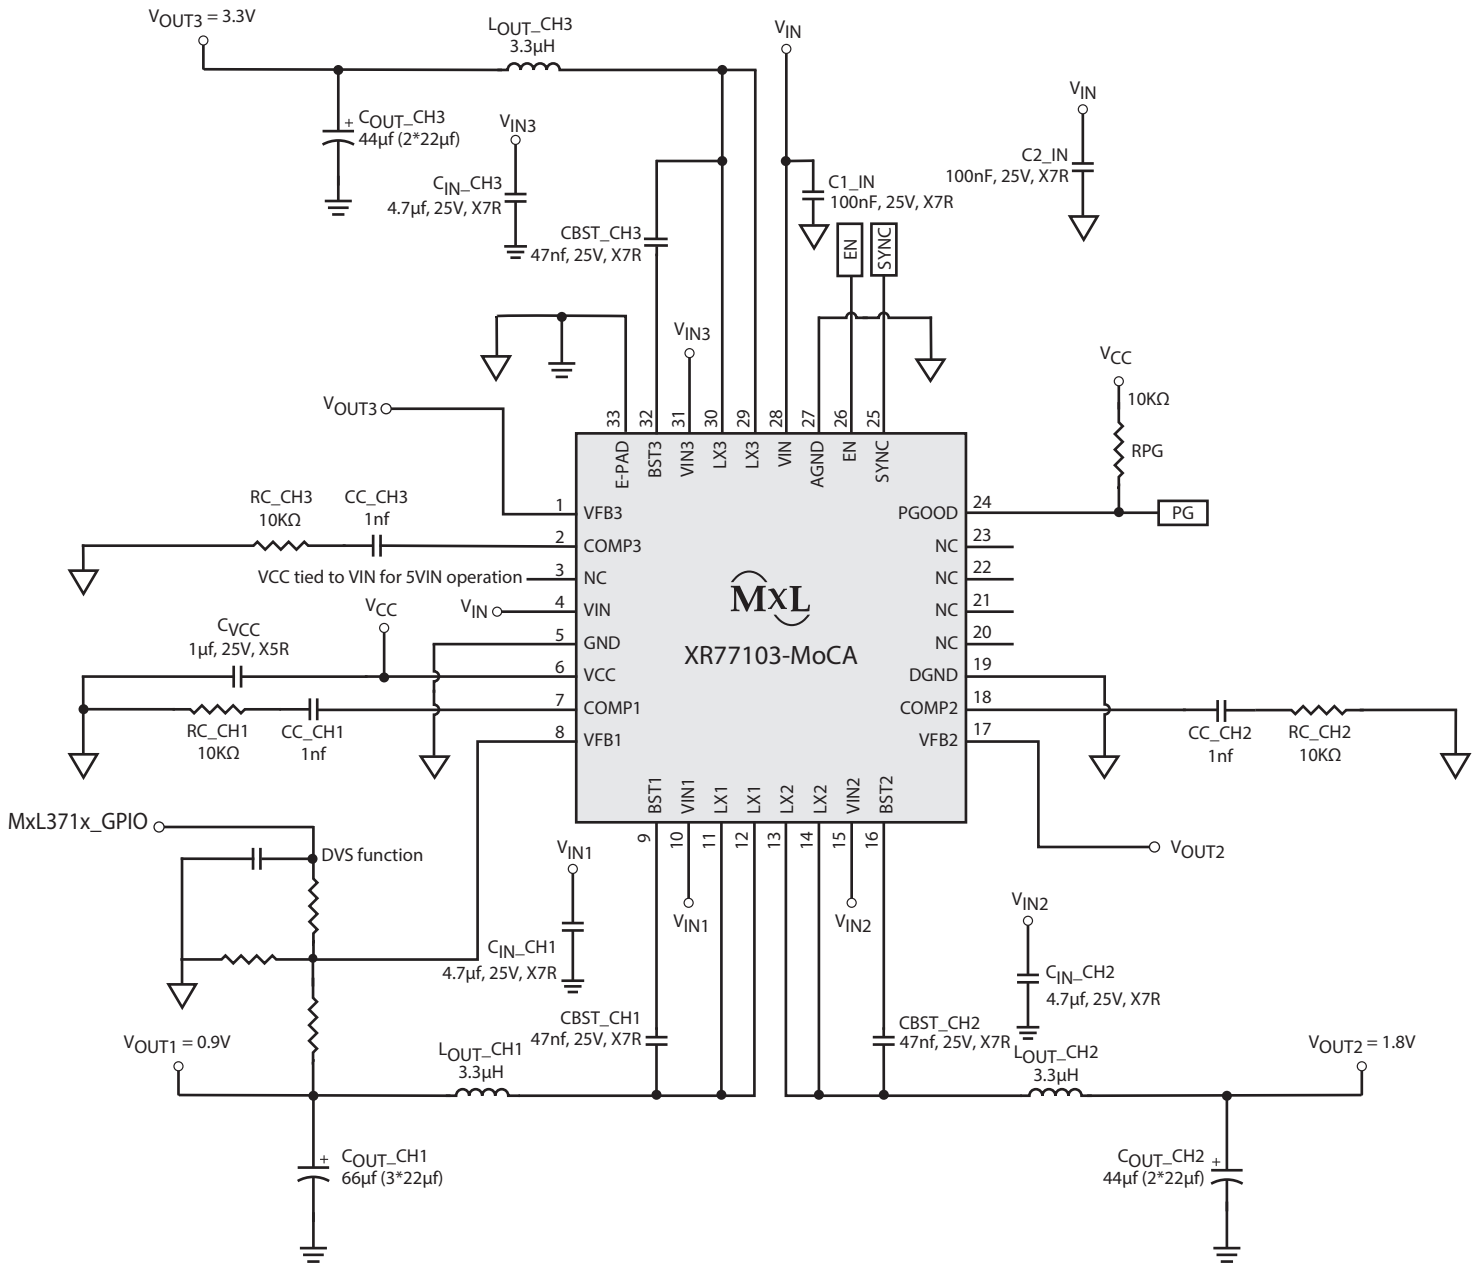 VOUT3 = 3.3V
LOUT_CH3
3.3µH
VIN
VIN
COUT_CH3
+
44µf (2*22µf)
VIN3
CIN_CH3
4.7µf, 25V, X7R
C1_IN
100nF, 25V, X7R
C2_IN
100nF, 25V, X7R
CBST_CH3
47nf, 25V, X7R
EN
SYNC
VIN3
VCC
10KΩ
RPG
VOUT3
33
32
31
30
29
28
27
26
25
E-PAD
BST3
VIN3
LX3
LX3
VIN
AGND
EN
SYNC
1
VFB3
RC_CH3
10KΩ
CC_CH3
1nf
2
COMP3
VCC tied to VIN for 5VIN operation
3
NC
VIN
4
VIN
VCC
5
GND
CVCC
1µf, 25V, X5R
6
VCC
7
COMP1
RC_CH1
10KΩ
CC_CH1
1nf
8
VFB1
MXL
XR77103-MoCA
PGOOD
24
PG
NC
23
NC
22
NC
21
NC
20
DGND
19
COMP2
18
CC_CH2
1nf
RC_CH2
10KΩ
VFB2
17
BST1
VIN1
LX1
LX1
LX2
LX2
VIN2
BST2
9
10
11
12
13
14
15
16
VOUT2
MxL371x_GPIO
DVS function
VIN1
VIN1
VIN2
VIN2
CIN_CH1
4.7µf, 25V, X7R
CIN_CH2
4.7µf, 25V, X7R
CBST_CH1
47nf, 25V, X7R
CBST_CH2
47nf, 25V, X7R
VOUT1 = 0.9V
LOUT_CH1
3.3µH
LOUT_CH2
3.3µH
VOUT2 = 1.8V
+
COUT_CH1
66µf (3*22µf)
COUT_CH2
+
44µf (2*22µf)